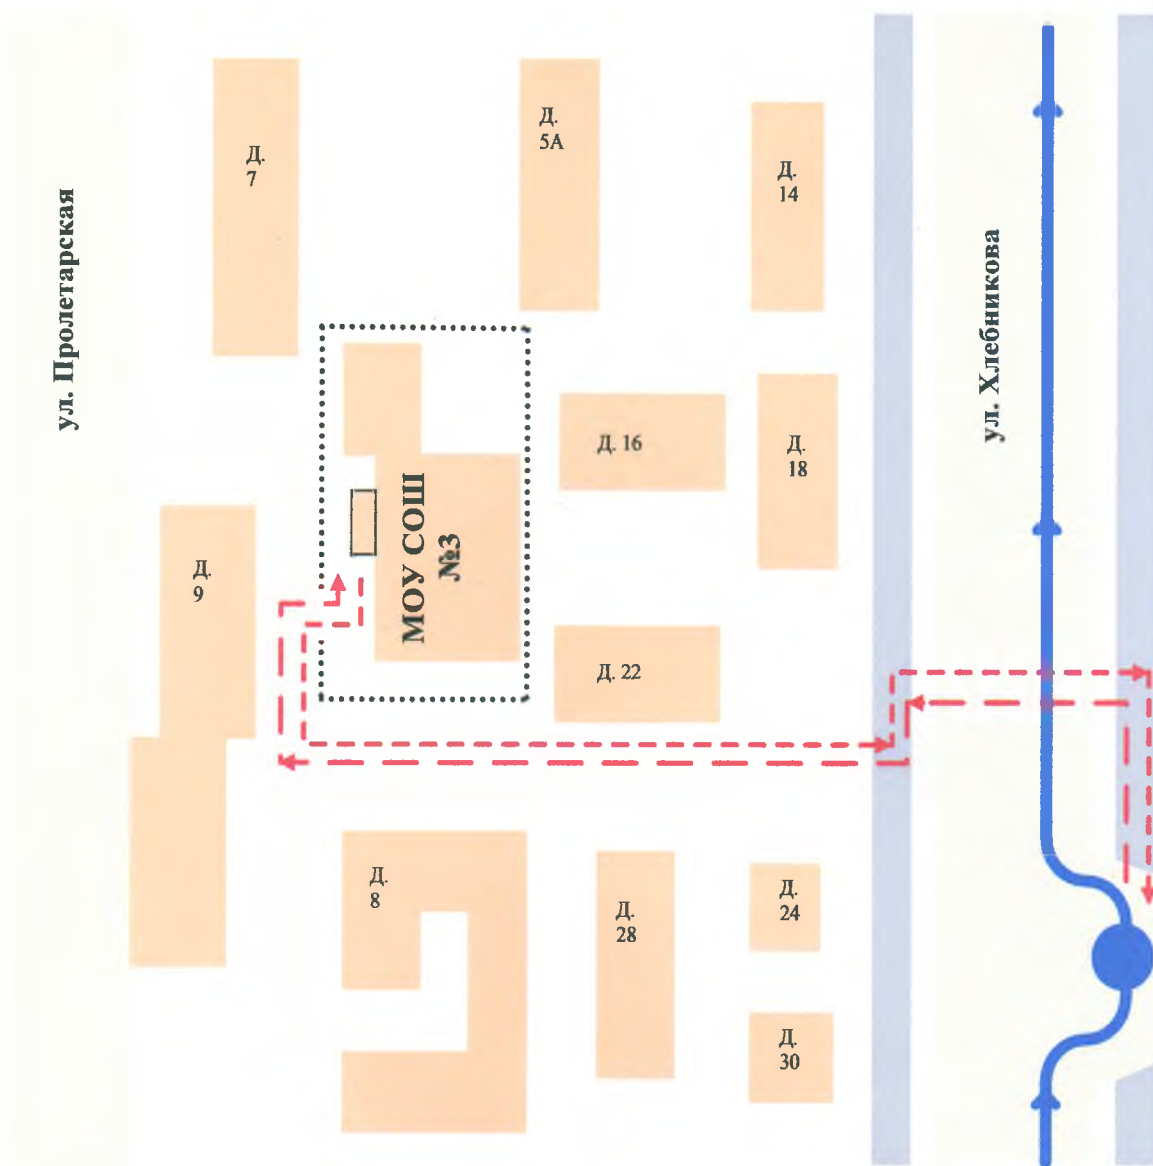 Д.
7
Д.
5А
Д.
14
ул. Пролетарская
ул. Хлебникова
Д. 16
Д.
18
МОУ СОШ
№3
Д.
9
Д. 22
Д.
8
Д.
28
Д.
24
Д.
30